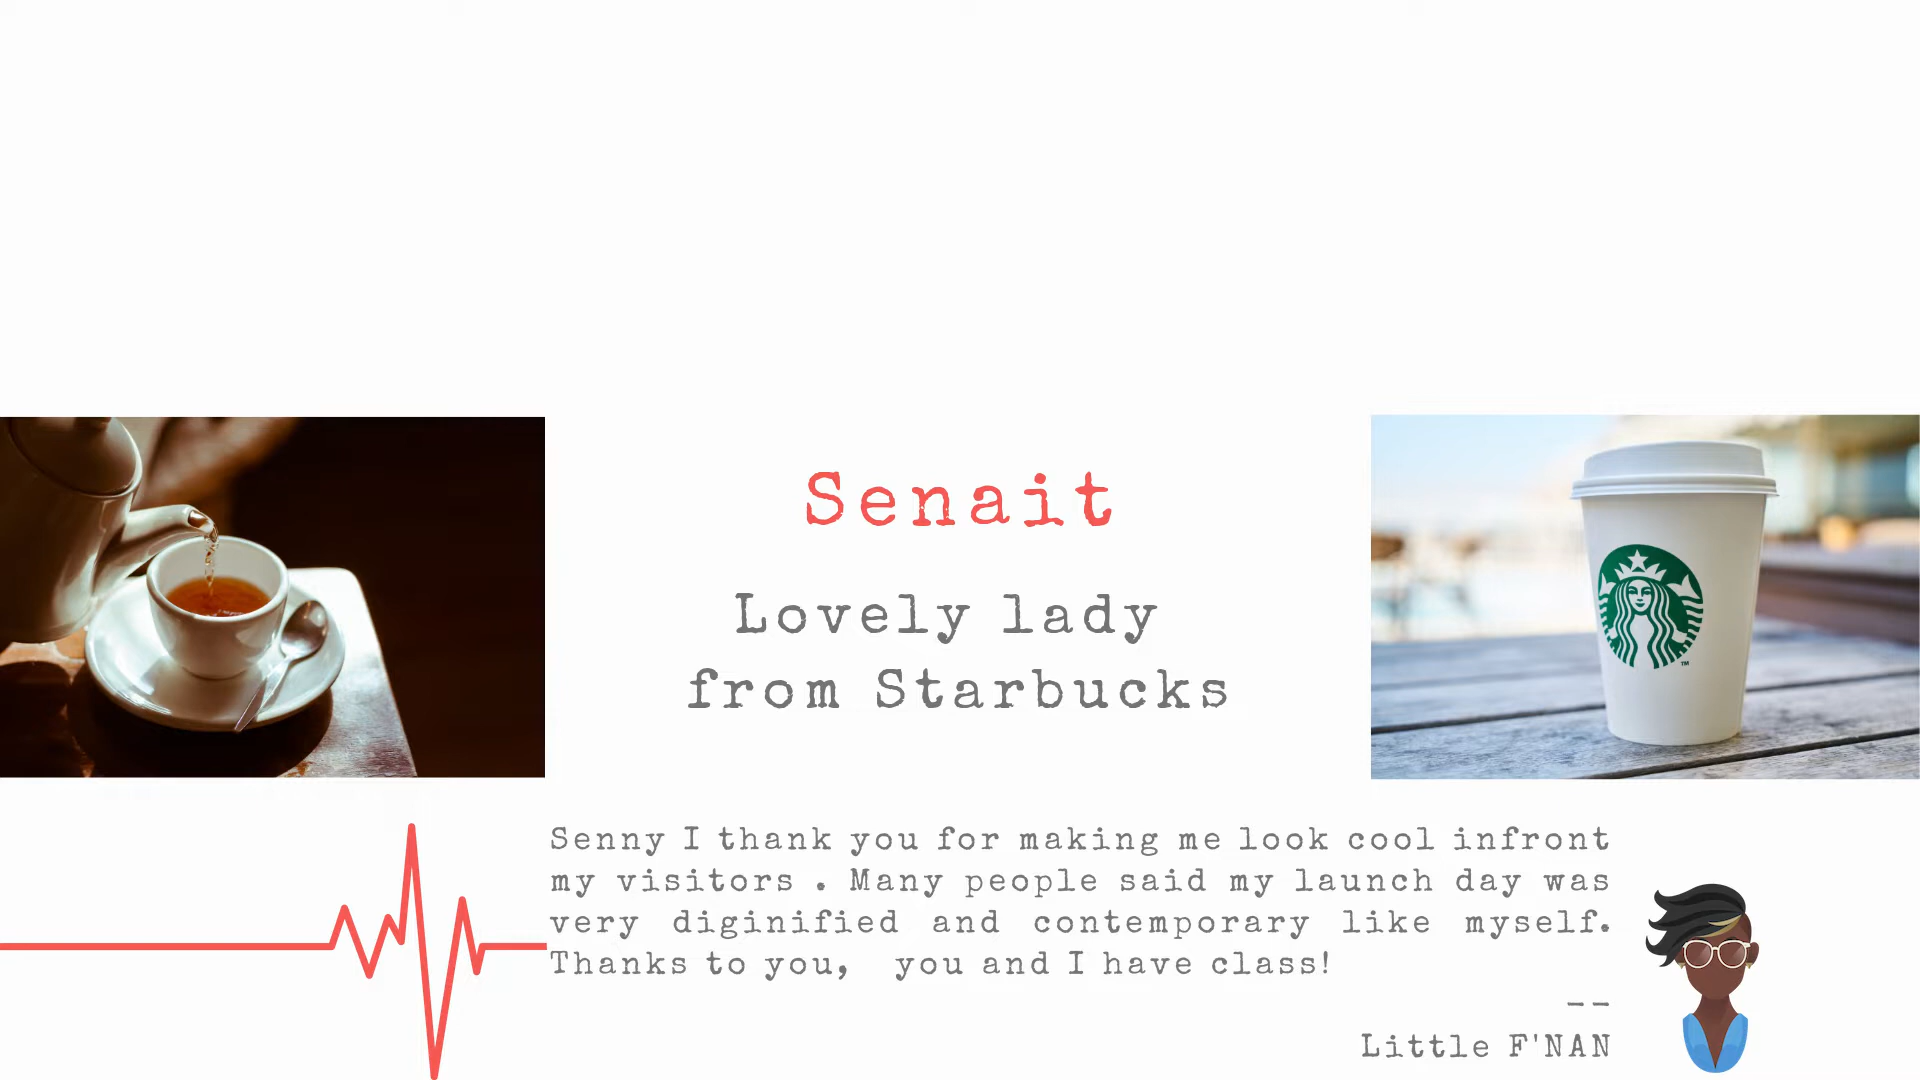 Senait
Lovely lady
from Starbucks
Senny I thank you for making me look cool infront
my visitors . Many people said my launch day was
very diginified and contemporary like myself.
Thanks to you, you and I have class!
--
Little F'NAN
TM